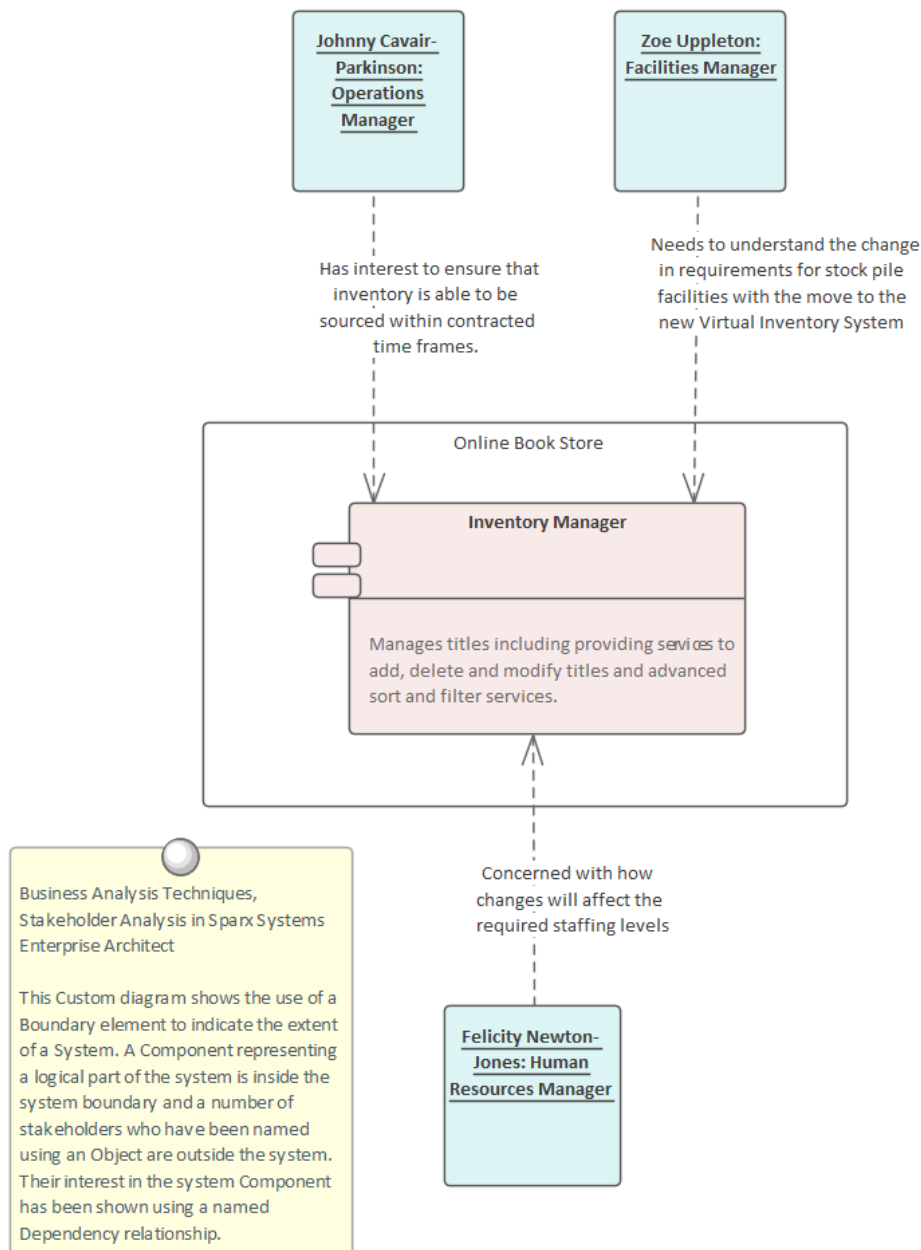 Johnny Cavair-
Parkinson:
Operations
Manager
Zoe Uppleton:
Facilities Manager
Has interest to ensure that
inventory is able to be
sourced within contracted
time frames.
Needs to understand the change
in requirements for stock pile
facilities with the move to the
new Virtual Inventory System
Online Book Store
Inventory Manager
Manages titles including providing services to
add, delete and modify titles and advanced
sort and filter services.
Concerned with how
changes will affect the
required staffing levels
Felicity Newton-
Jones: Human
Resources Manager
Business Analysis Techniques,
Stakeholder Analysis in Sparx Systems
Enterprise Architect
This Custom diagram shows the use of a
Boundary element to indicate the extent
of a System. A Component representing
a logical part of the system is inside the
system boundary and a number of
stakeholders who have been named
using an Object are outside the system.
Their interest in the system Component
has been shown using a named
Dependency relationship.